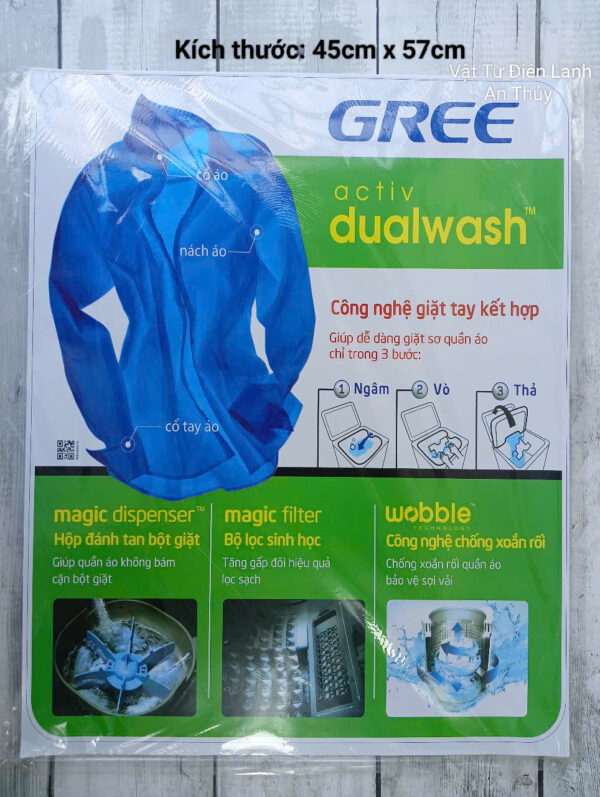 Kích thước: 45cm x 57cm
Vật Tư Điện Lạnh
An Thủy
GREE
activ
dualwash™
cổ áo
nách áo
cổ tay áo
Công nghệ giặt tay kết hợp
Giúp dễ dàng giặt sơ quần áo
chỉ trong 3 bước:
1 Ngâm
2 Vò
3 Thả
magic dispenser™
Hộp đánh tan bột giặt
Giúp quần áo không bám
cặn bột giặt
magic filter
Bộ lọc sinh học
Tăng gấp đôi hiệu quả
lọc sạch
wobble™
TECHNOLOGY
Công nghệ chống xoắn rối
Chống xoắn rối quần áo
bảo vệ sợi vải